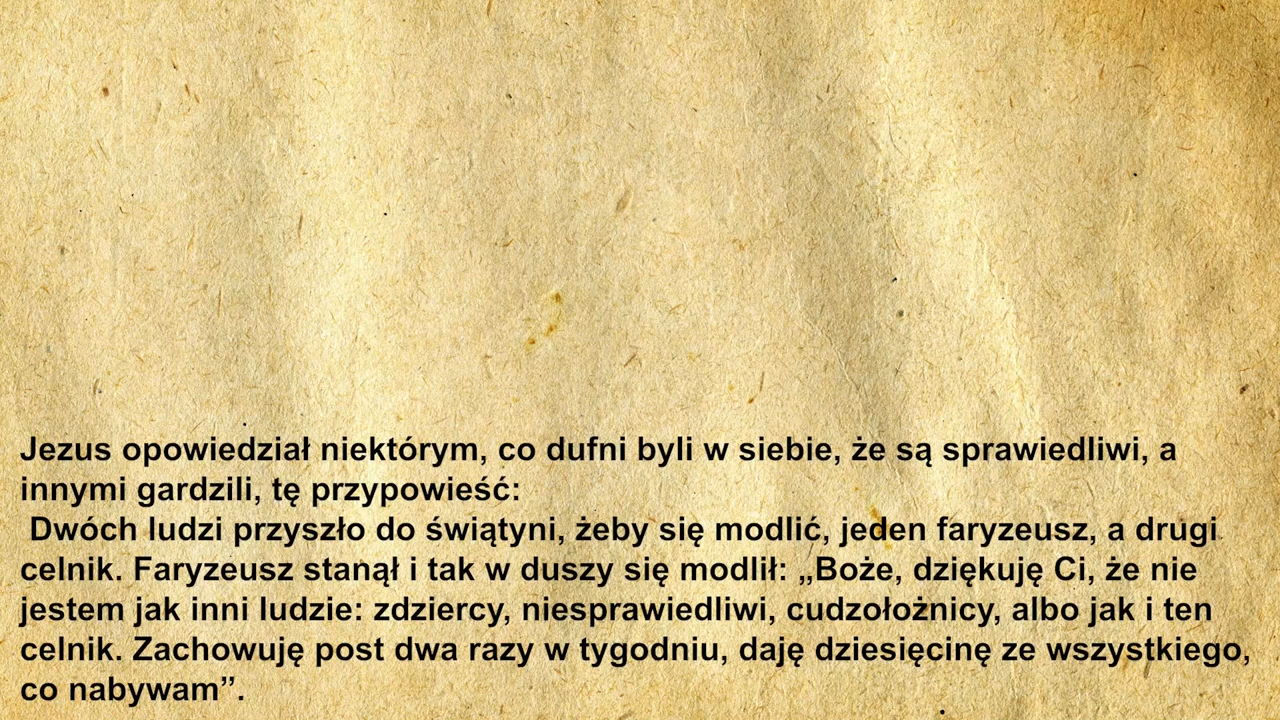 Jezus opowiedział niektórym, co dufni byli w siebie, że są sprawiedliwi, a
innymi gardzili, tę przypowieść:
Dwóch ludzi przyszło do świątyni, żeby się modlić, jeden faryzeusz, a drugi
celnik. Faryzeusz stanął i tak w duszy się modlił: „Boże, dziękuję Ci, że nie
jestem jak inni ludzie: zdziercy, niesprawiedliwi, cudzołożnicy, albo jak i ten
celnik. Zachowuję post dwa razy w tygodniu, daję dziesięcinę ze wszystkiego,
co nabywam”.